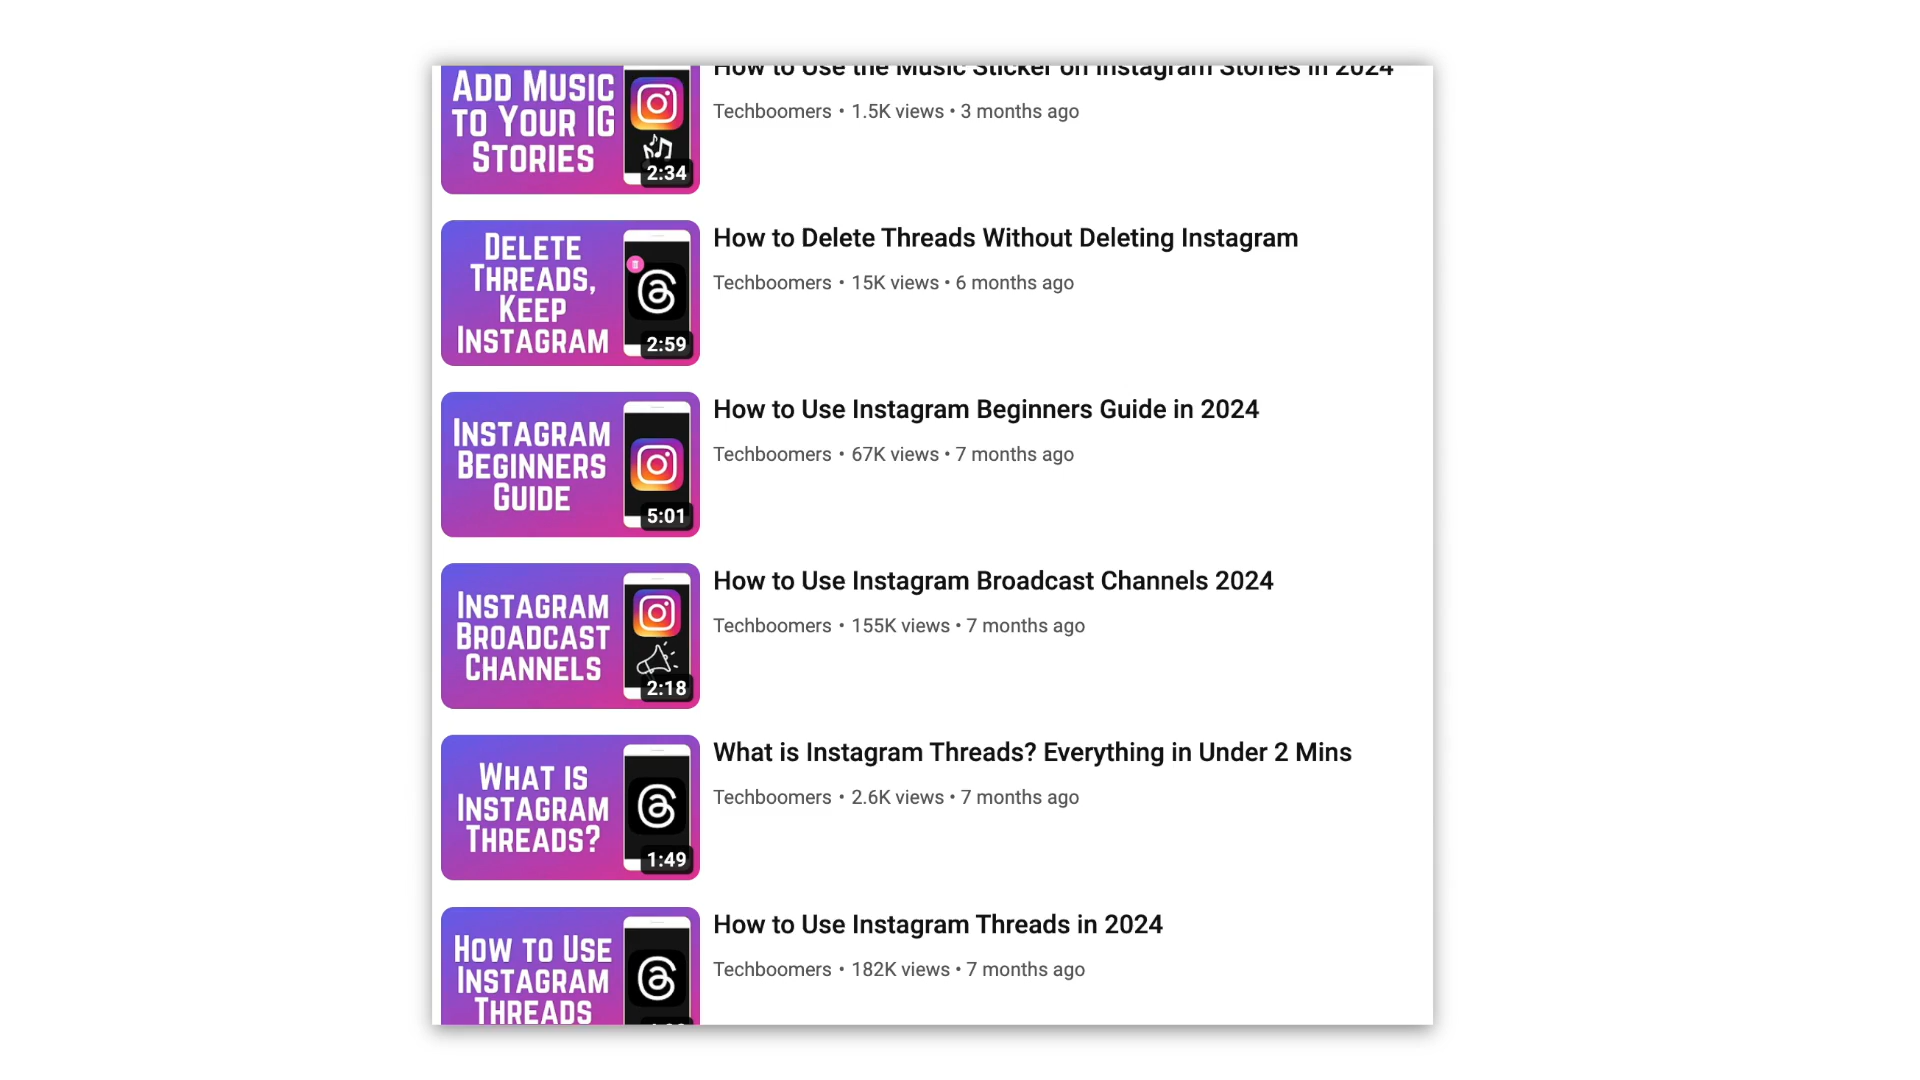 ADD MUSIC
TO YOUR IG
STORIES
2:34
How to Use the Music Sticker on Instagram Stories in 2024
Techboomers • 1.5K views • 3 months ago
DELETE
THREADS,
KEEP
INSTAGRAM
2:59
How to Delete Threads Without Deleting Instagram
Techboomers • 15K views • 6 months ago
INSTAGRAM
BEGINNERS
GUIDE
5:01
How to Use Instagram Beginners Guide in 2024
Techboomers • 67K views • 7 months ago
INSTAGRAM
BROADCAST
CHANNELS
2:18
How to Use Instagram Broadcast Channels 2024
Techboomers • 155K views • 7 months ago
WHAT IS
INSTAGRAM
THREADS?
1:49
What is Instagram Threads? Everything in Under 2 Mins
Techboomers • 2.6K views • 7 months ago
HOW TO USE
INSTAGRAM
THREADS
How to Use Instagram Threads in 2024
Techboomers • 182K views • 7 months ago